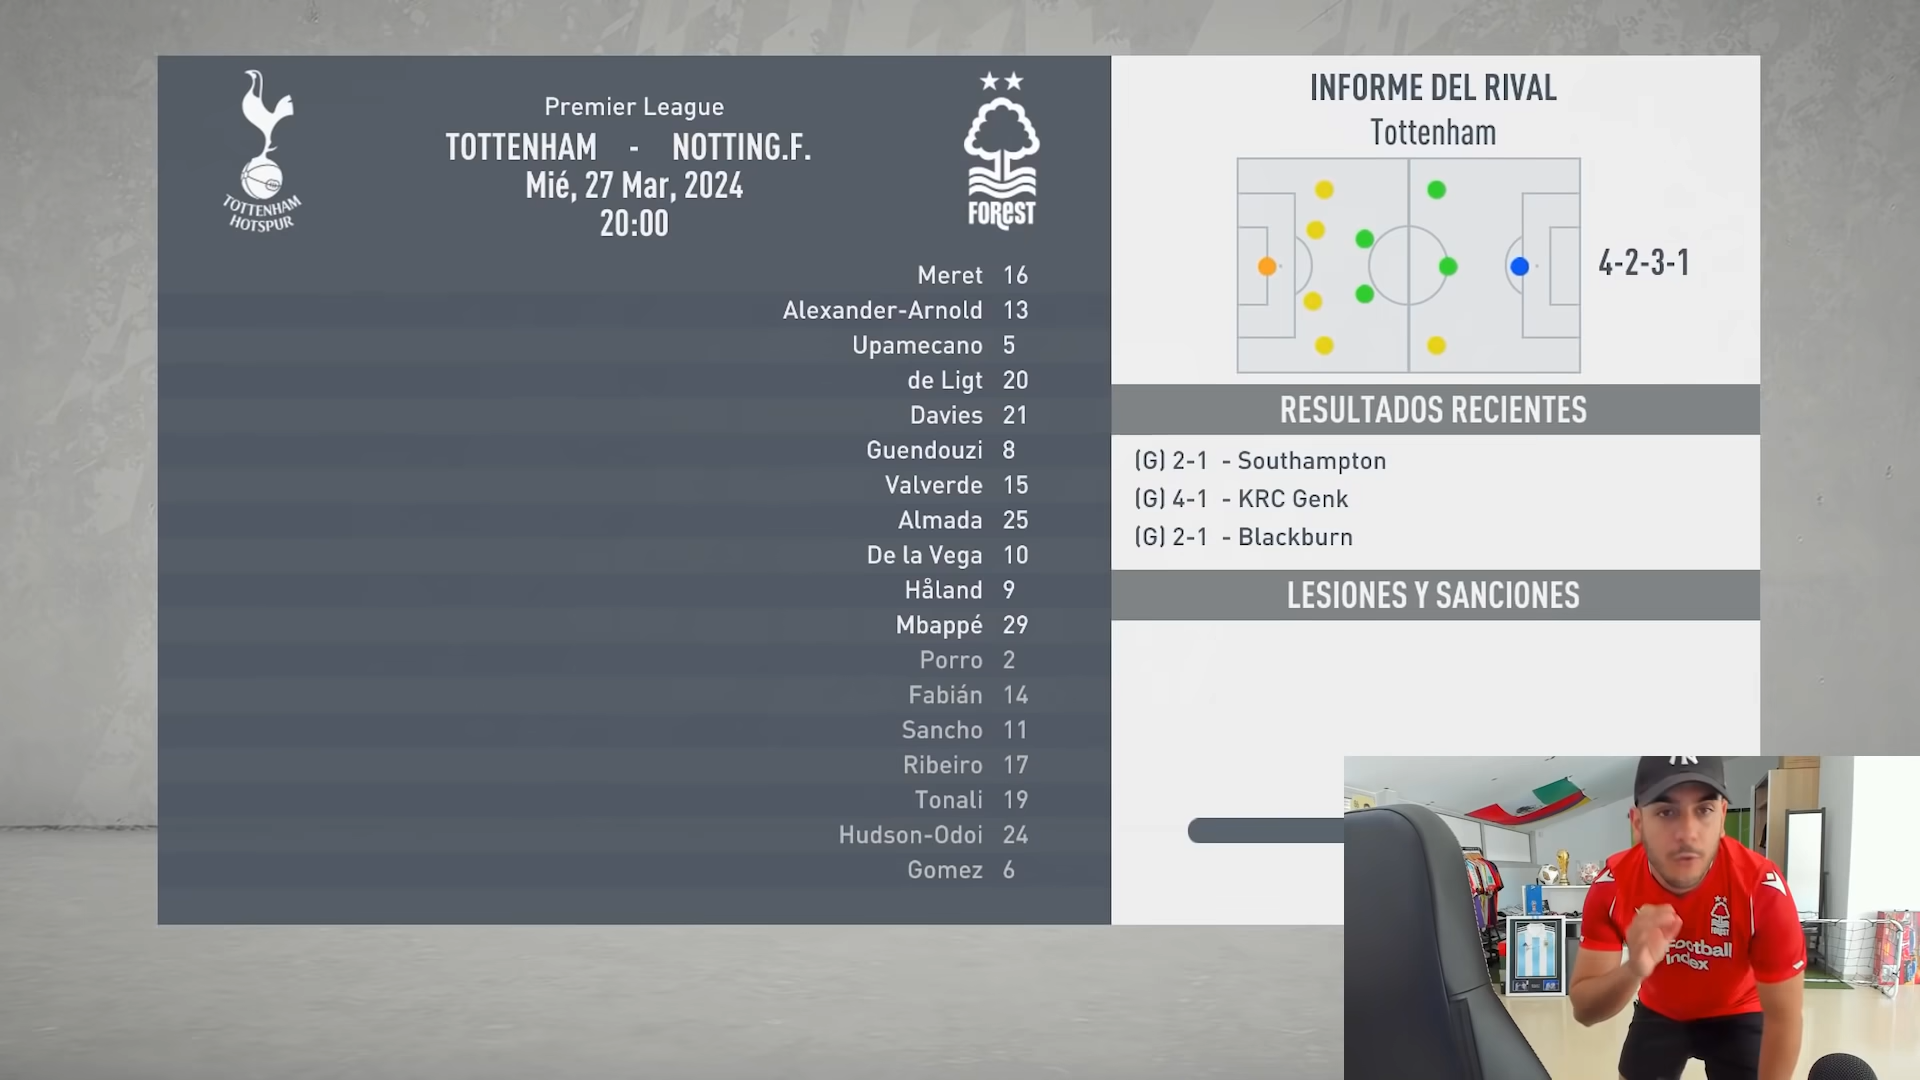 TOTTENHAM
HOTSPUR
Premier League
TOTTENHAM - NOTTING.F.
Mié, 27 Mar, 2024
20:00
FOREST
Meret 16
Alexander-Arnold 13
Upamecano 5
de Ligt 20
Davies 21
Guendouzi 8
Valverde 15
Almada 25
De la Vega 10
Håland 9
Mbappé 29
Porro 2
Fabián 14
Sancho 11
Ribeiro 17
Tonali 19
Hudson-Odoi 24
Gomez 6
INFORME DEL RIVAL
Tottenham
4-2-3-1
RESULTADOS RECIENTES
(G) 2-1 - Southampton
(G) 4-1 - KRC Genk
(G) 2-1 - Blackburn
LESIONES Y SANCIONES
FOREST
Football
Index